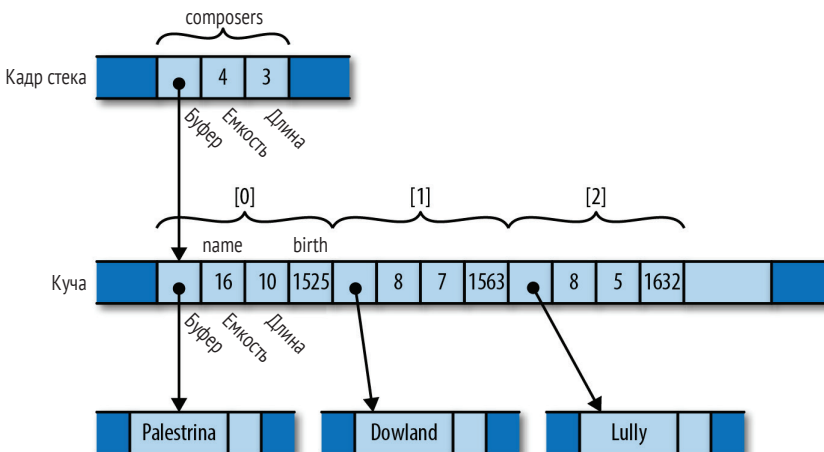 composers
Кадр стека 4 3
Буфер Емкость Длина
[0] [1] [2]
name birth
Куча 16 10 1525 8 7 1563 8 5 1632
Буфер Емкость Длина
Palestrina Dowland Lully